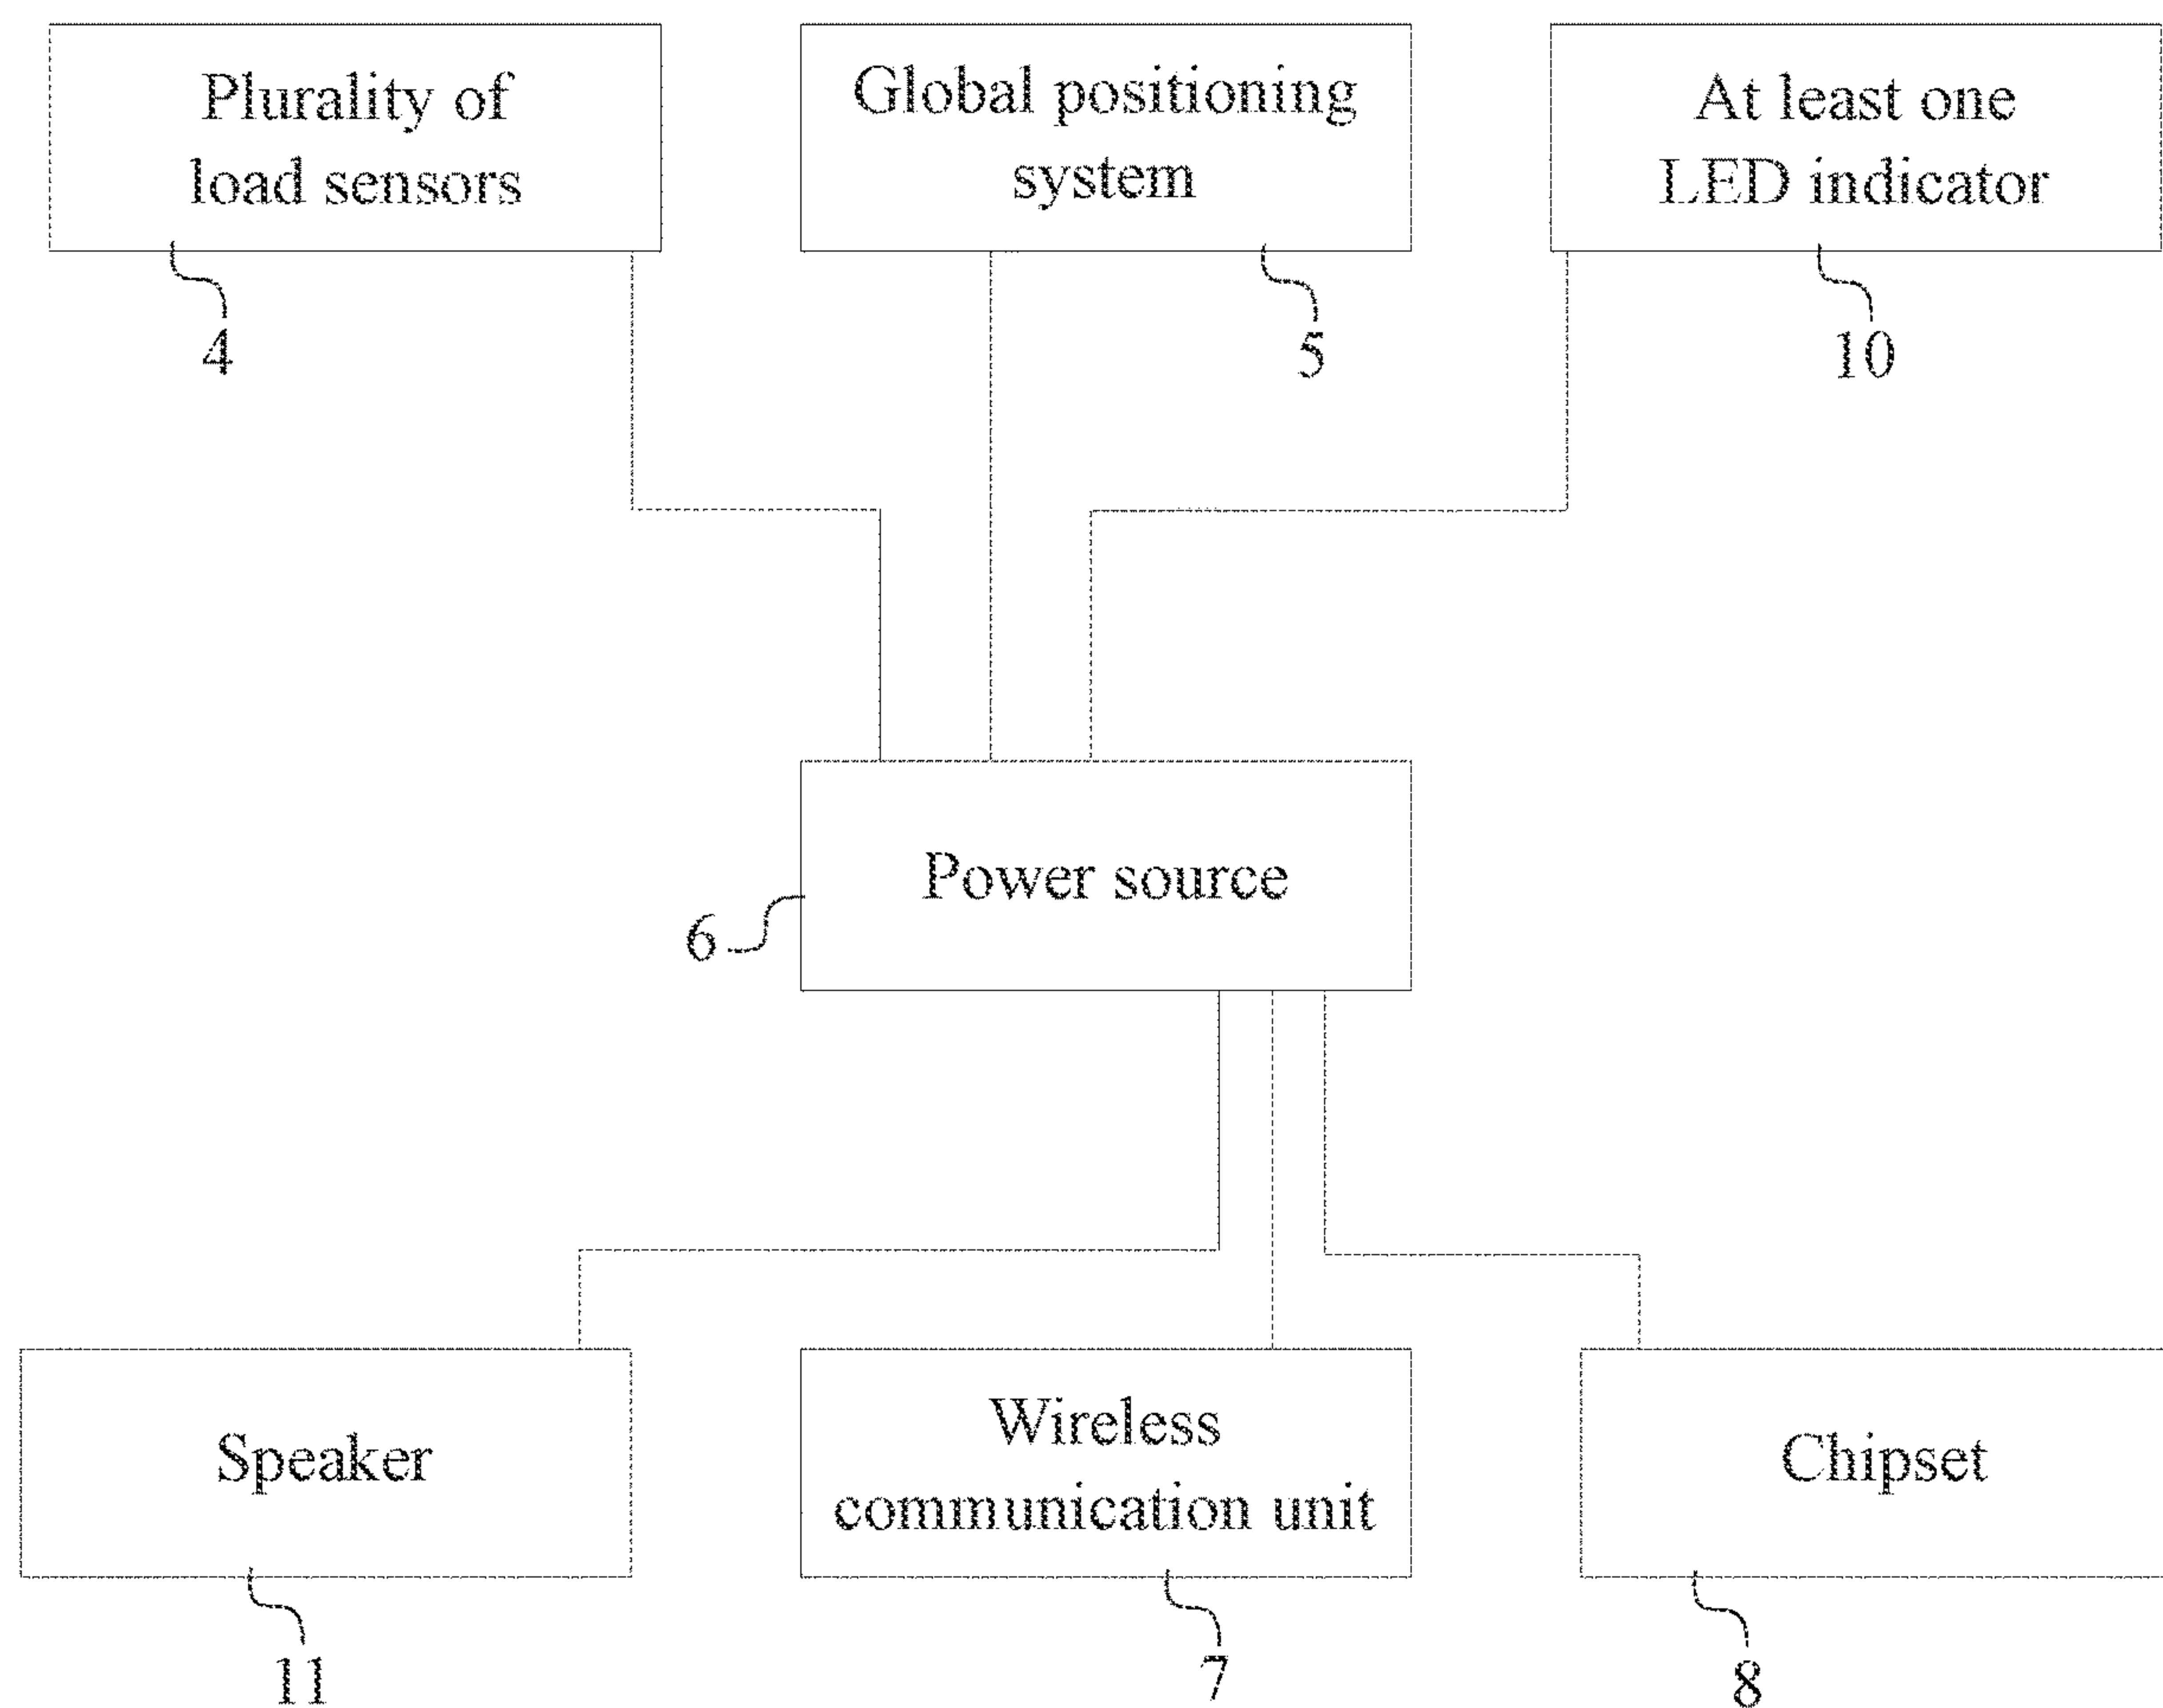 Plurality of
load sensors
4
Global positioning
system
5
At least one
LED indicator
10
Power source
6
Speaker
11
Wireless
communication unit
7
Chipset
8